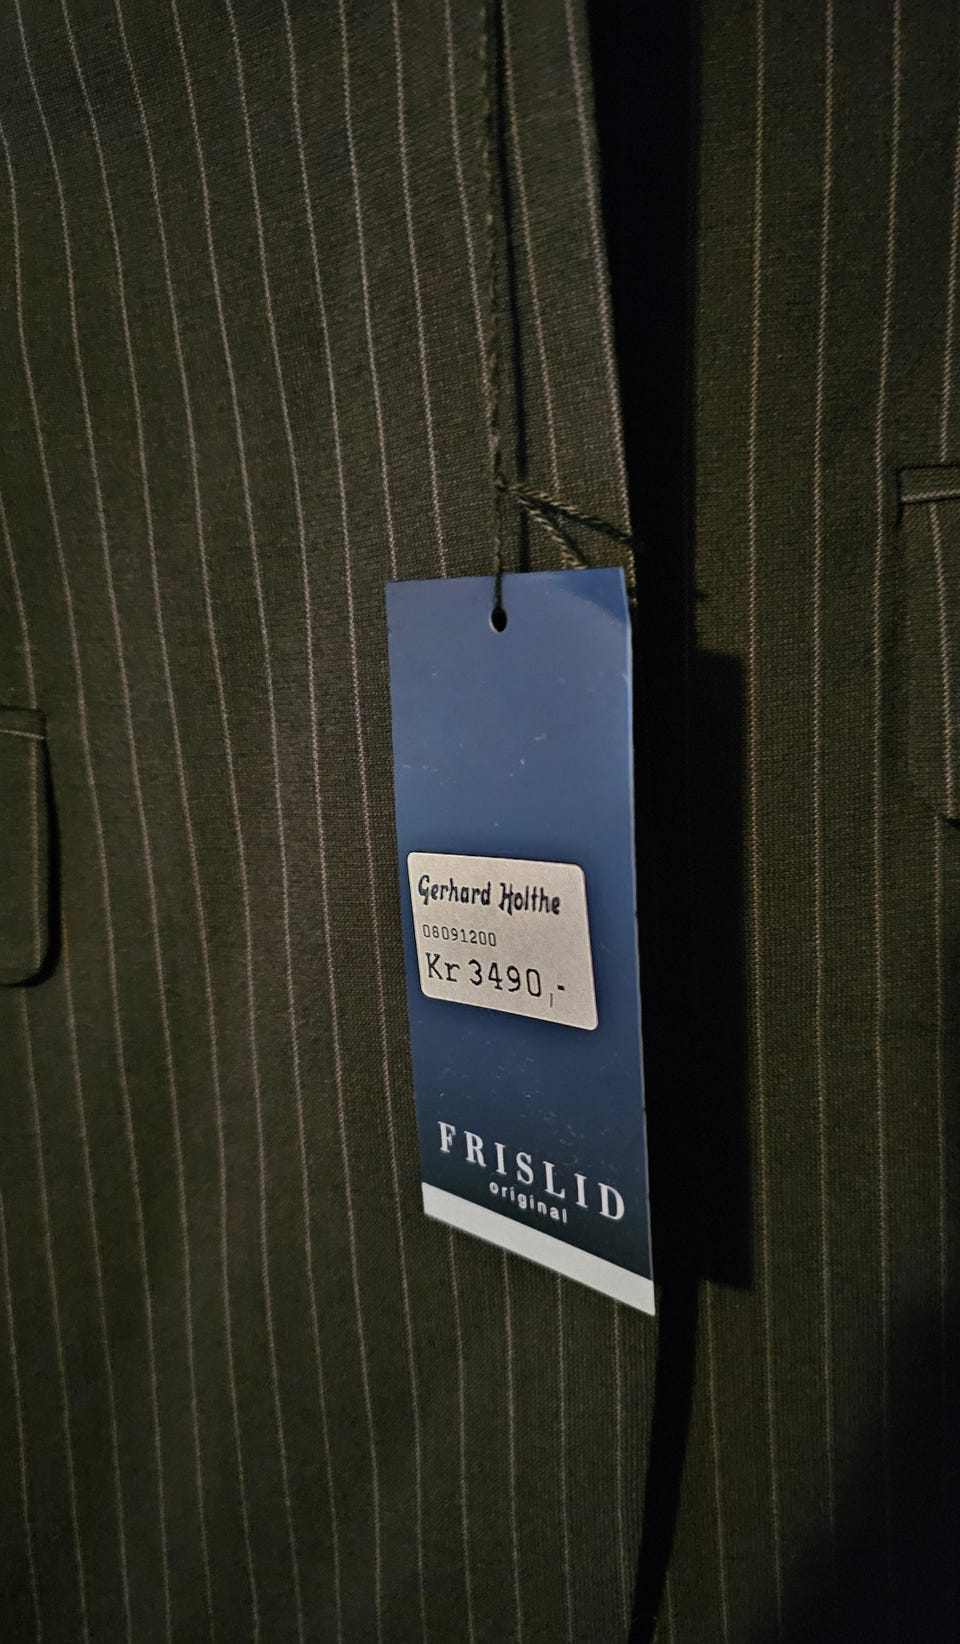 Gerhard Holthe
08091200
Kr 3490,-
FRISLID
original